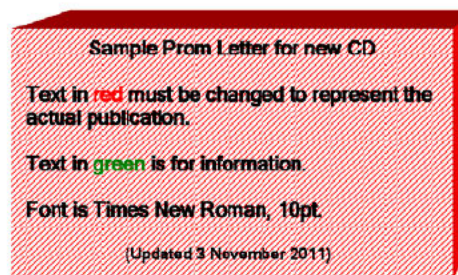 Sample Prom Letter for new CD
Text in red must be changed to represent the
actual publication.
Text in green is for information.
Font is Times New Roman, 10pt.
(Updated 3 November 2011)